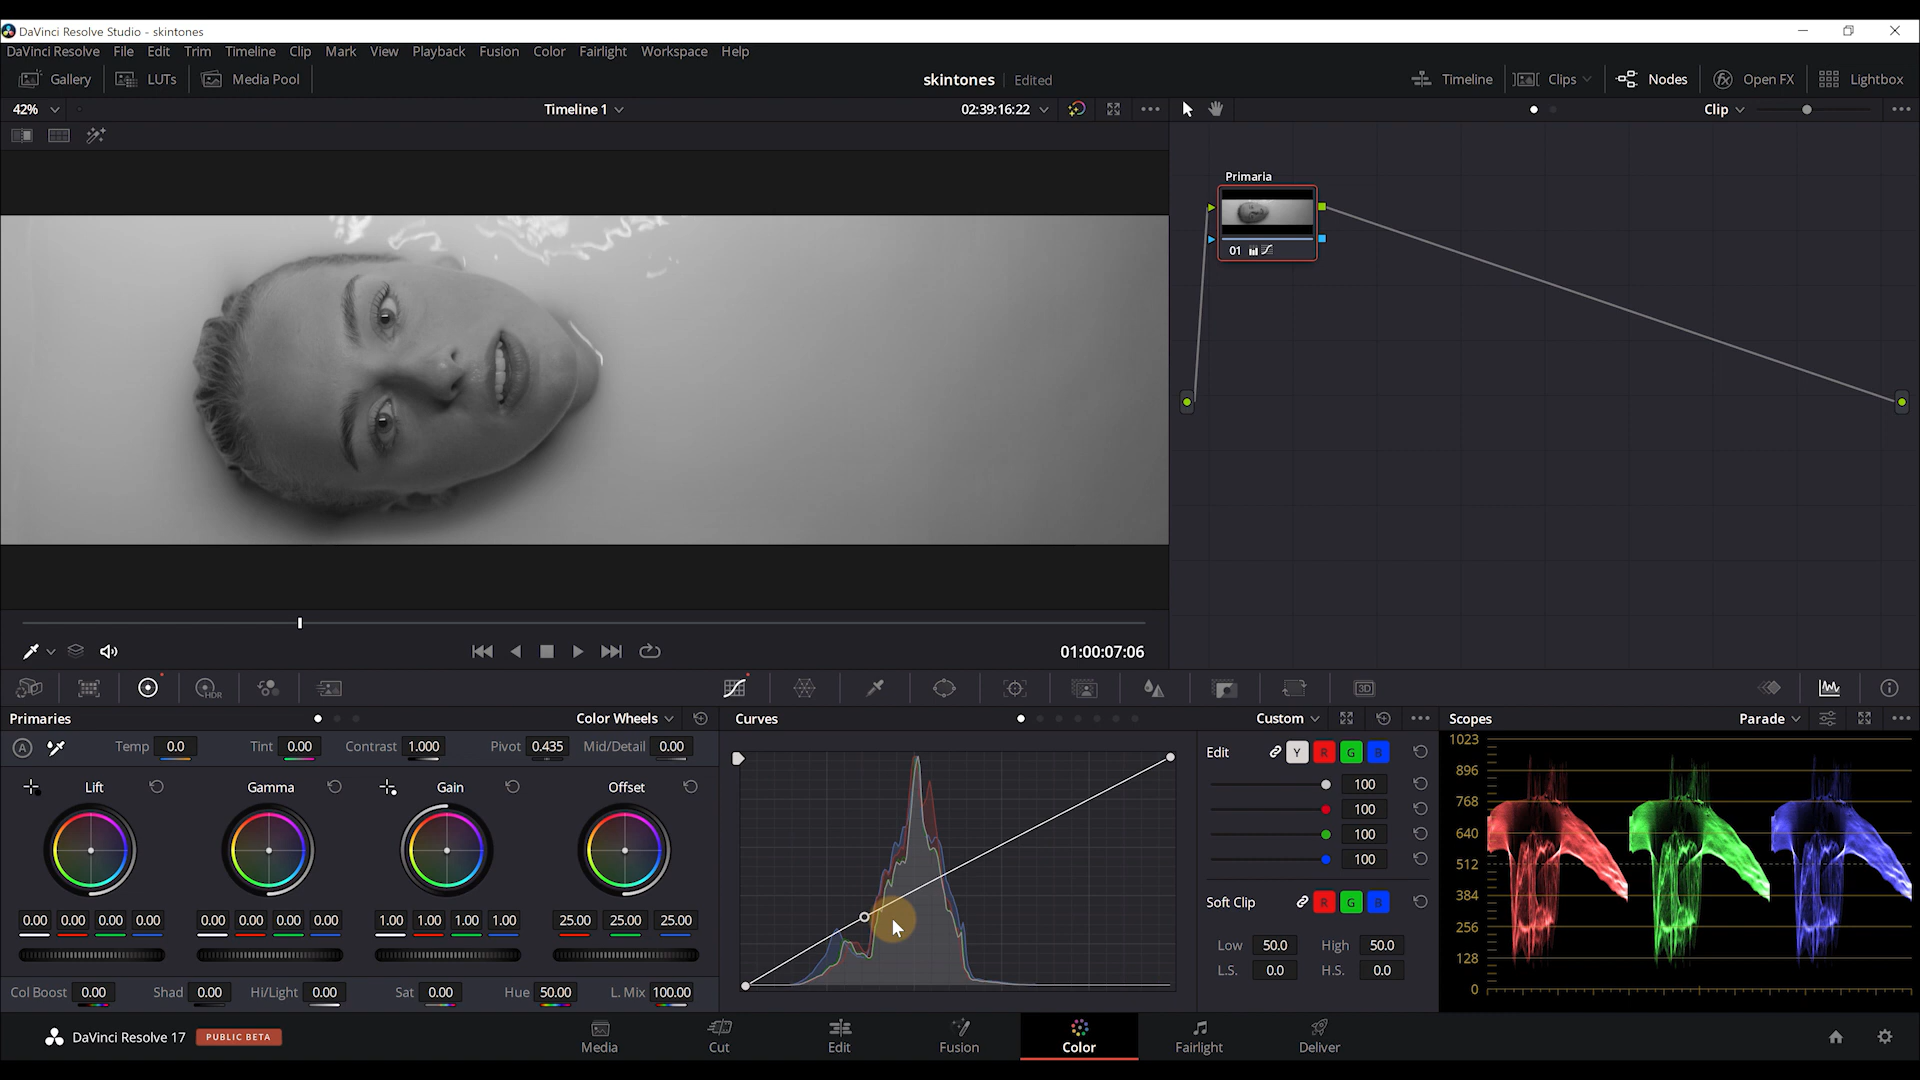 DaVinci Resolve Studio - skintones
DaVinci Resolve File Edit Trim Timeline Clip Mark View Playback Fusion Color Fairlight Workspace Help
Gallery LUTs Media Pool skintones Edited Timeline Clips Nodes Open FX Lightbox
42% Timeline 1 02:39:16:22 Clip
Primaria
01
01:00:07:06
HDR 3D
Primaries Color Wheels Curves Custom Scopes Parade
A Temp 0.0 Tint 0.00 Contrast 1.000 Pivot 0.435 Mid/Detail 0.00
Lift Gamma Gain Offset
0.00 0.00 0.00 0.00 0.00 0.00 0.00 0.00 1.00 1.00 1.00 1.00 25.00 25.00 25.00
Col Boost 0.00 Shad 0.00 Hi/Light 0.00 Sat 0.00 Hue 50.00 L. Mix 100.00
Edit Y R G B
100
100
100
100
Soft Clip R G B
Low 50.0 High 50.0
L.S. 0.0 H.S. 0.0
1023
896
768
640
512
384
256
128
0
DaVinci Resolve 17 PUBLIC BETA
Media Cut Edit Fusion Color Fairlight Deliver